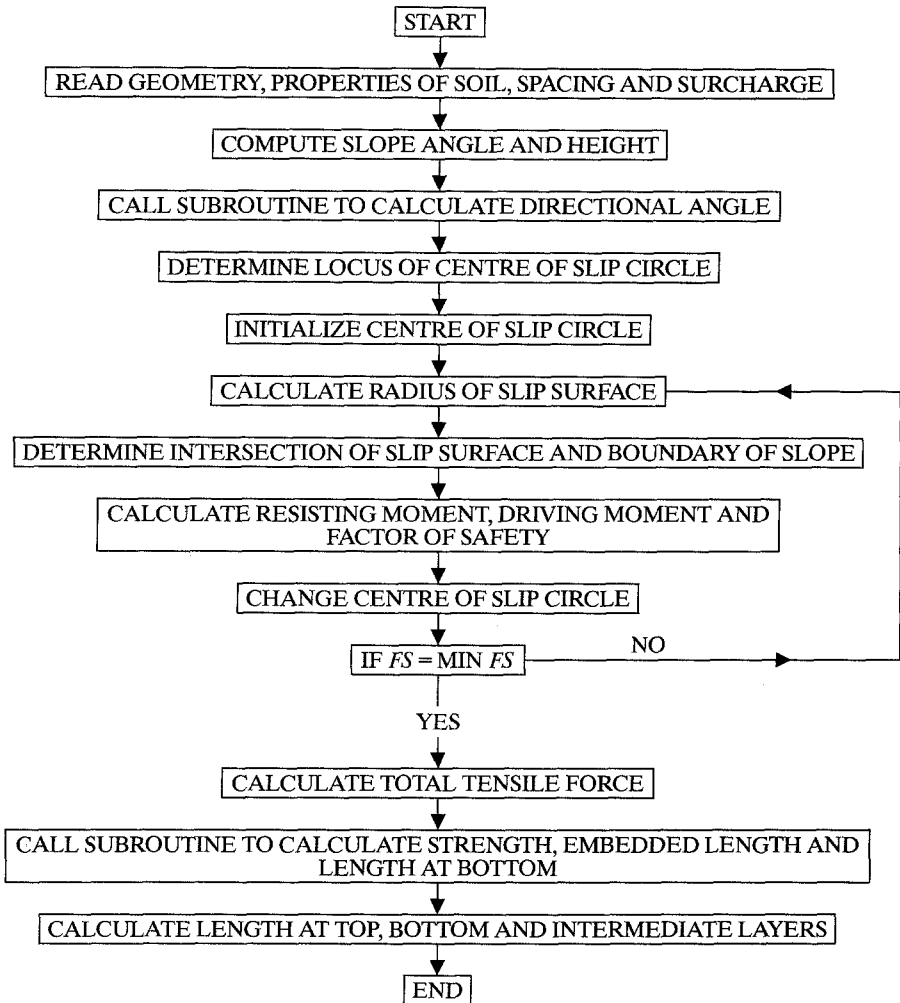 START
READ GEOMETRY, PROPERTIES OF SOIL, SPACING AND SURCHARGE
COMPUTE SLOPE ANGLE AND HEIGHT
CALL SUBROUTINE TO CALCULATE DIRECTIONAL ANGLE
DETERMINE LOCUS OF CENTRE OF SLIP CIRCLE
INITIALIZE CENTRE OF SLIP CIRCLE
CALCULATE RADIUS OF SLIP SURFACE
DETERMINE INTERSECTION OF SLIP SURFACE AND BOUNDARY OF SLOPE
CALCULATE RESISTING MOMENT, DRIVING MOMENT AND
FACTOR OF SAFETY
CHANGE CENTRE OF SLIP CIRCLE
IF FS = MIN FS
NO
YES
CALCULATE TOTAL TENSILE FORCE
CALL SUBROUTINE TO CALCULATE STRENGTH, EMBEDDED LENGTH AND
LENGTH AT BOTTOM
CALCULATE LENGTH AT TOP, BOTTOM AND INTERMEDIATE LAYERS
END